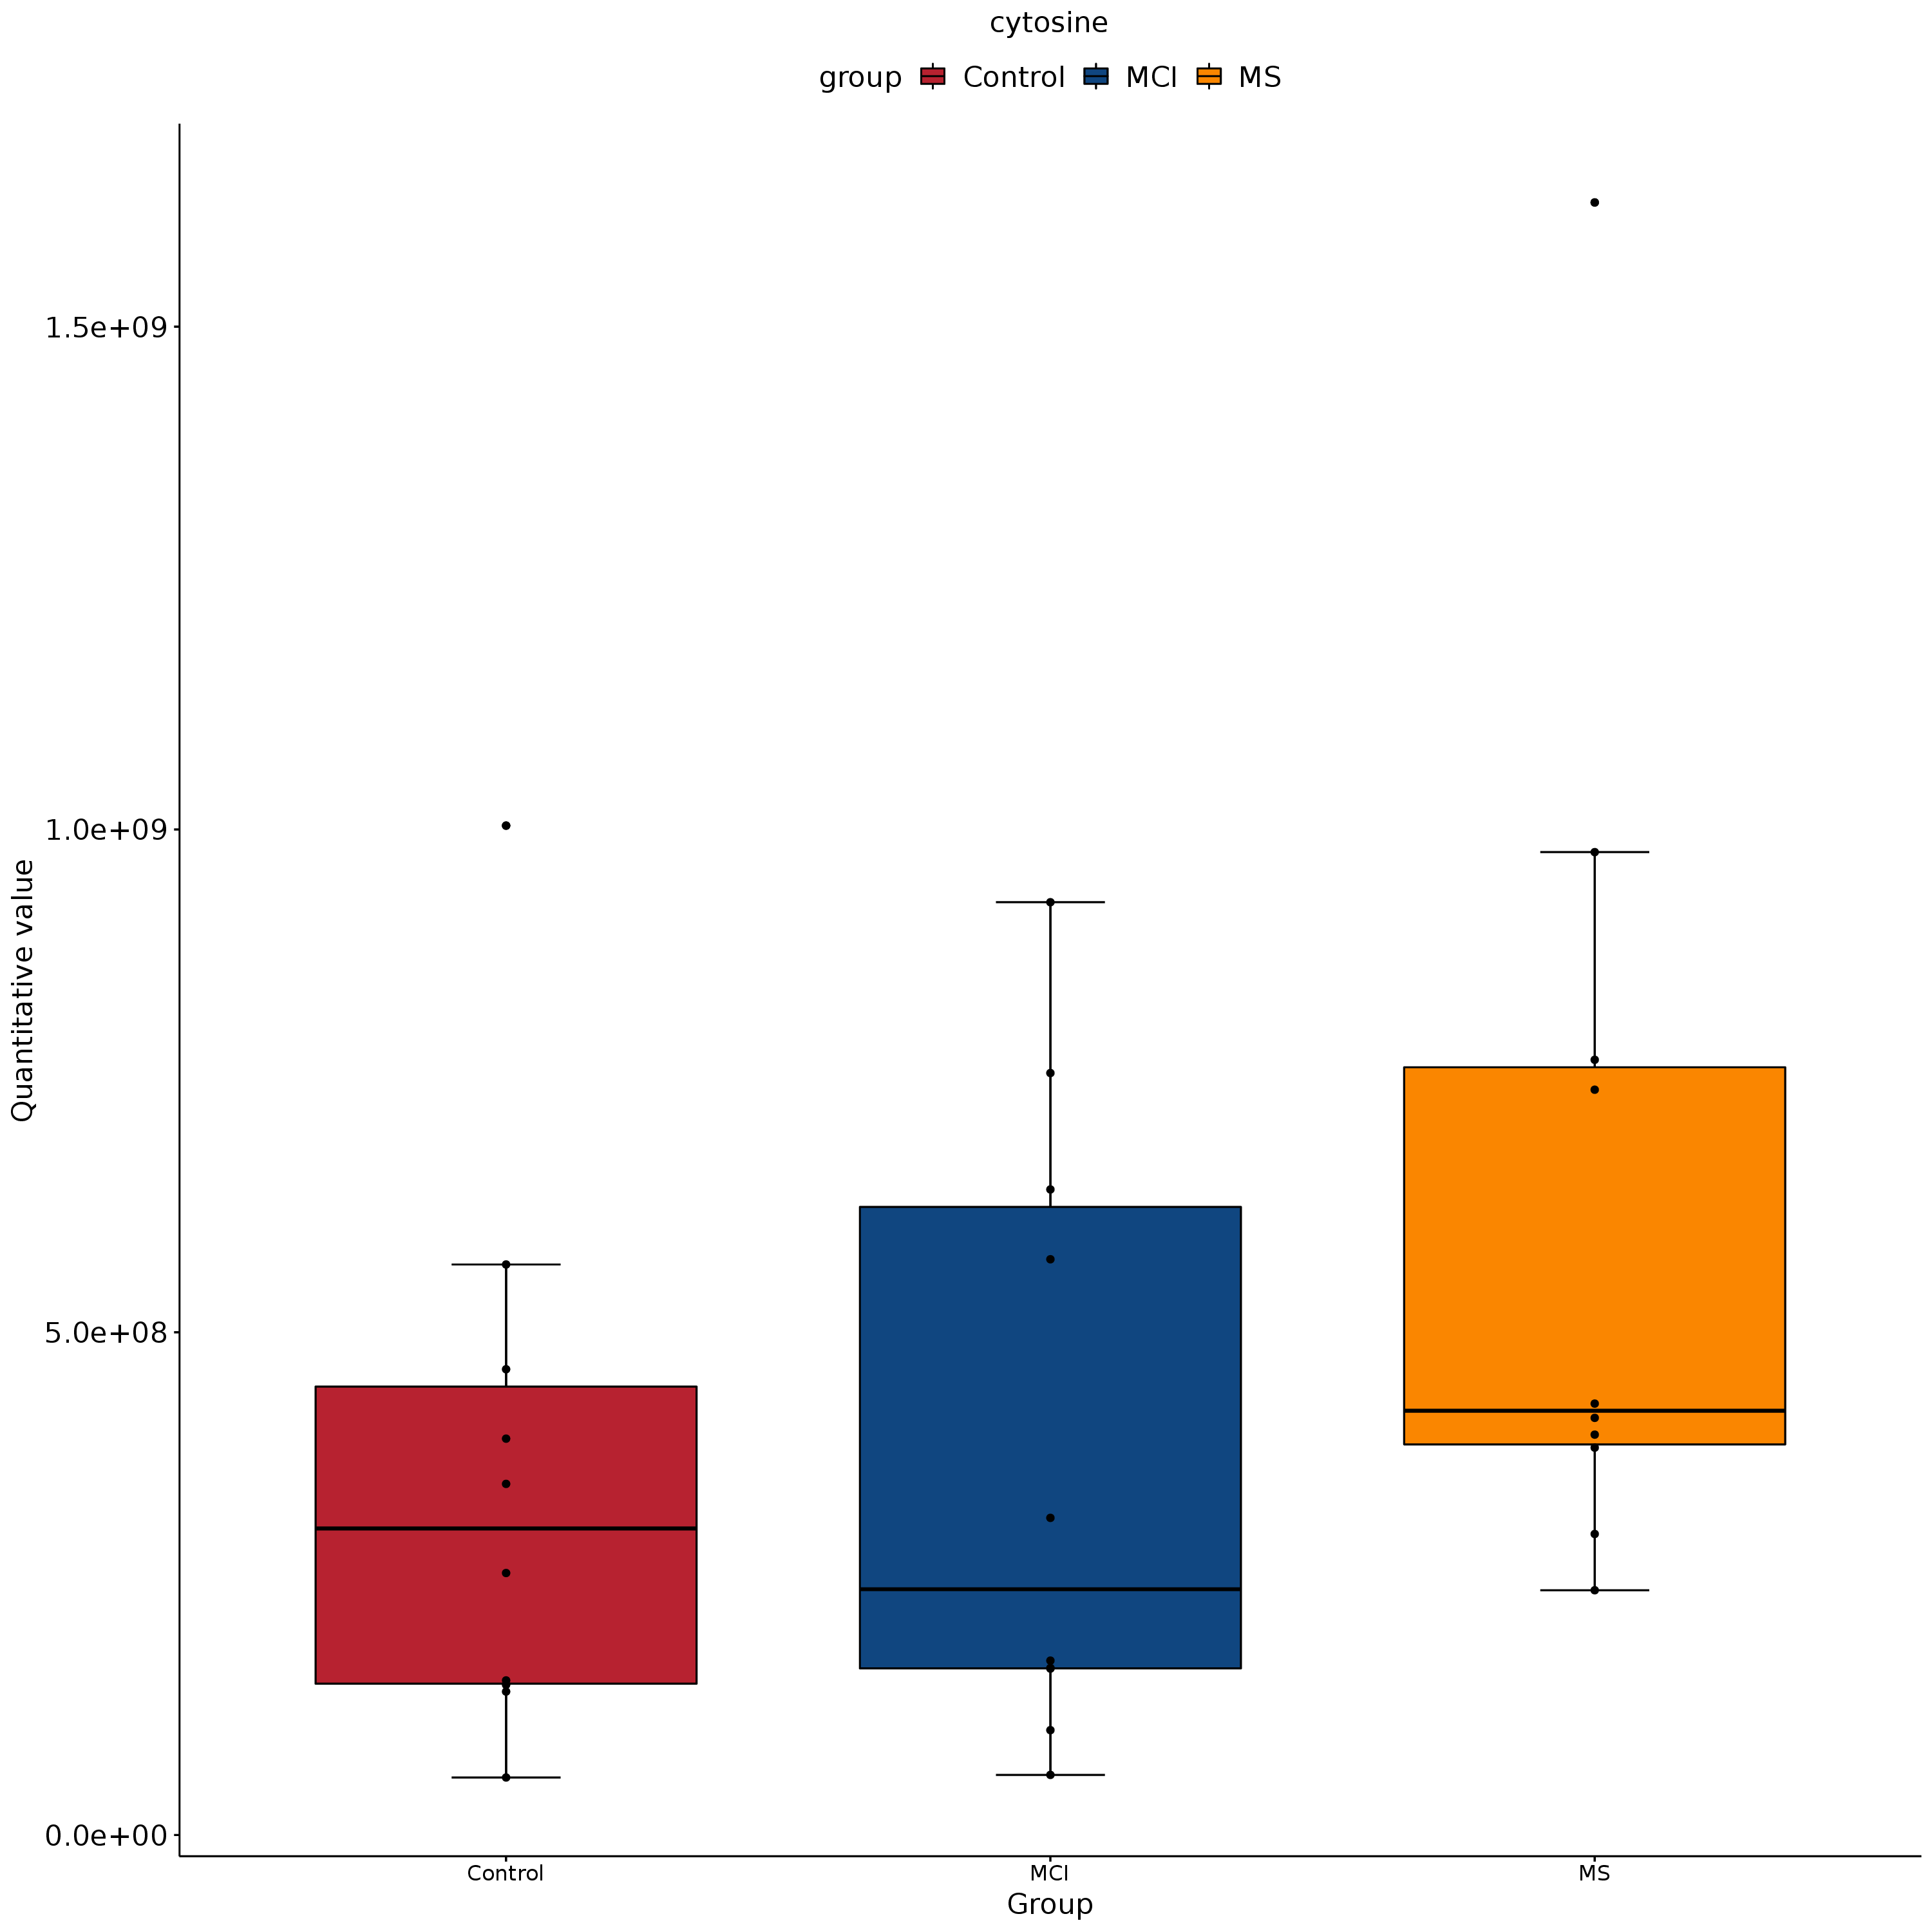 cytosine
group Control MCI MS
1.5e+09
1.0e+09
5.0e+08
0.0e+00
Quantitative value
Control MCI MS
Group